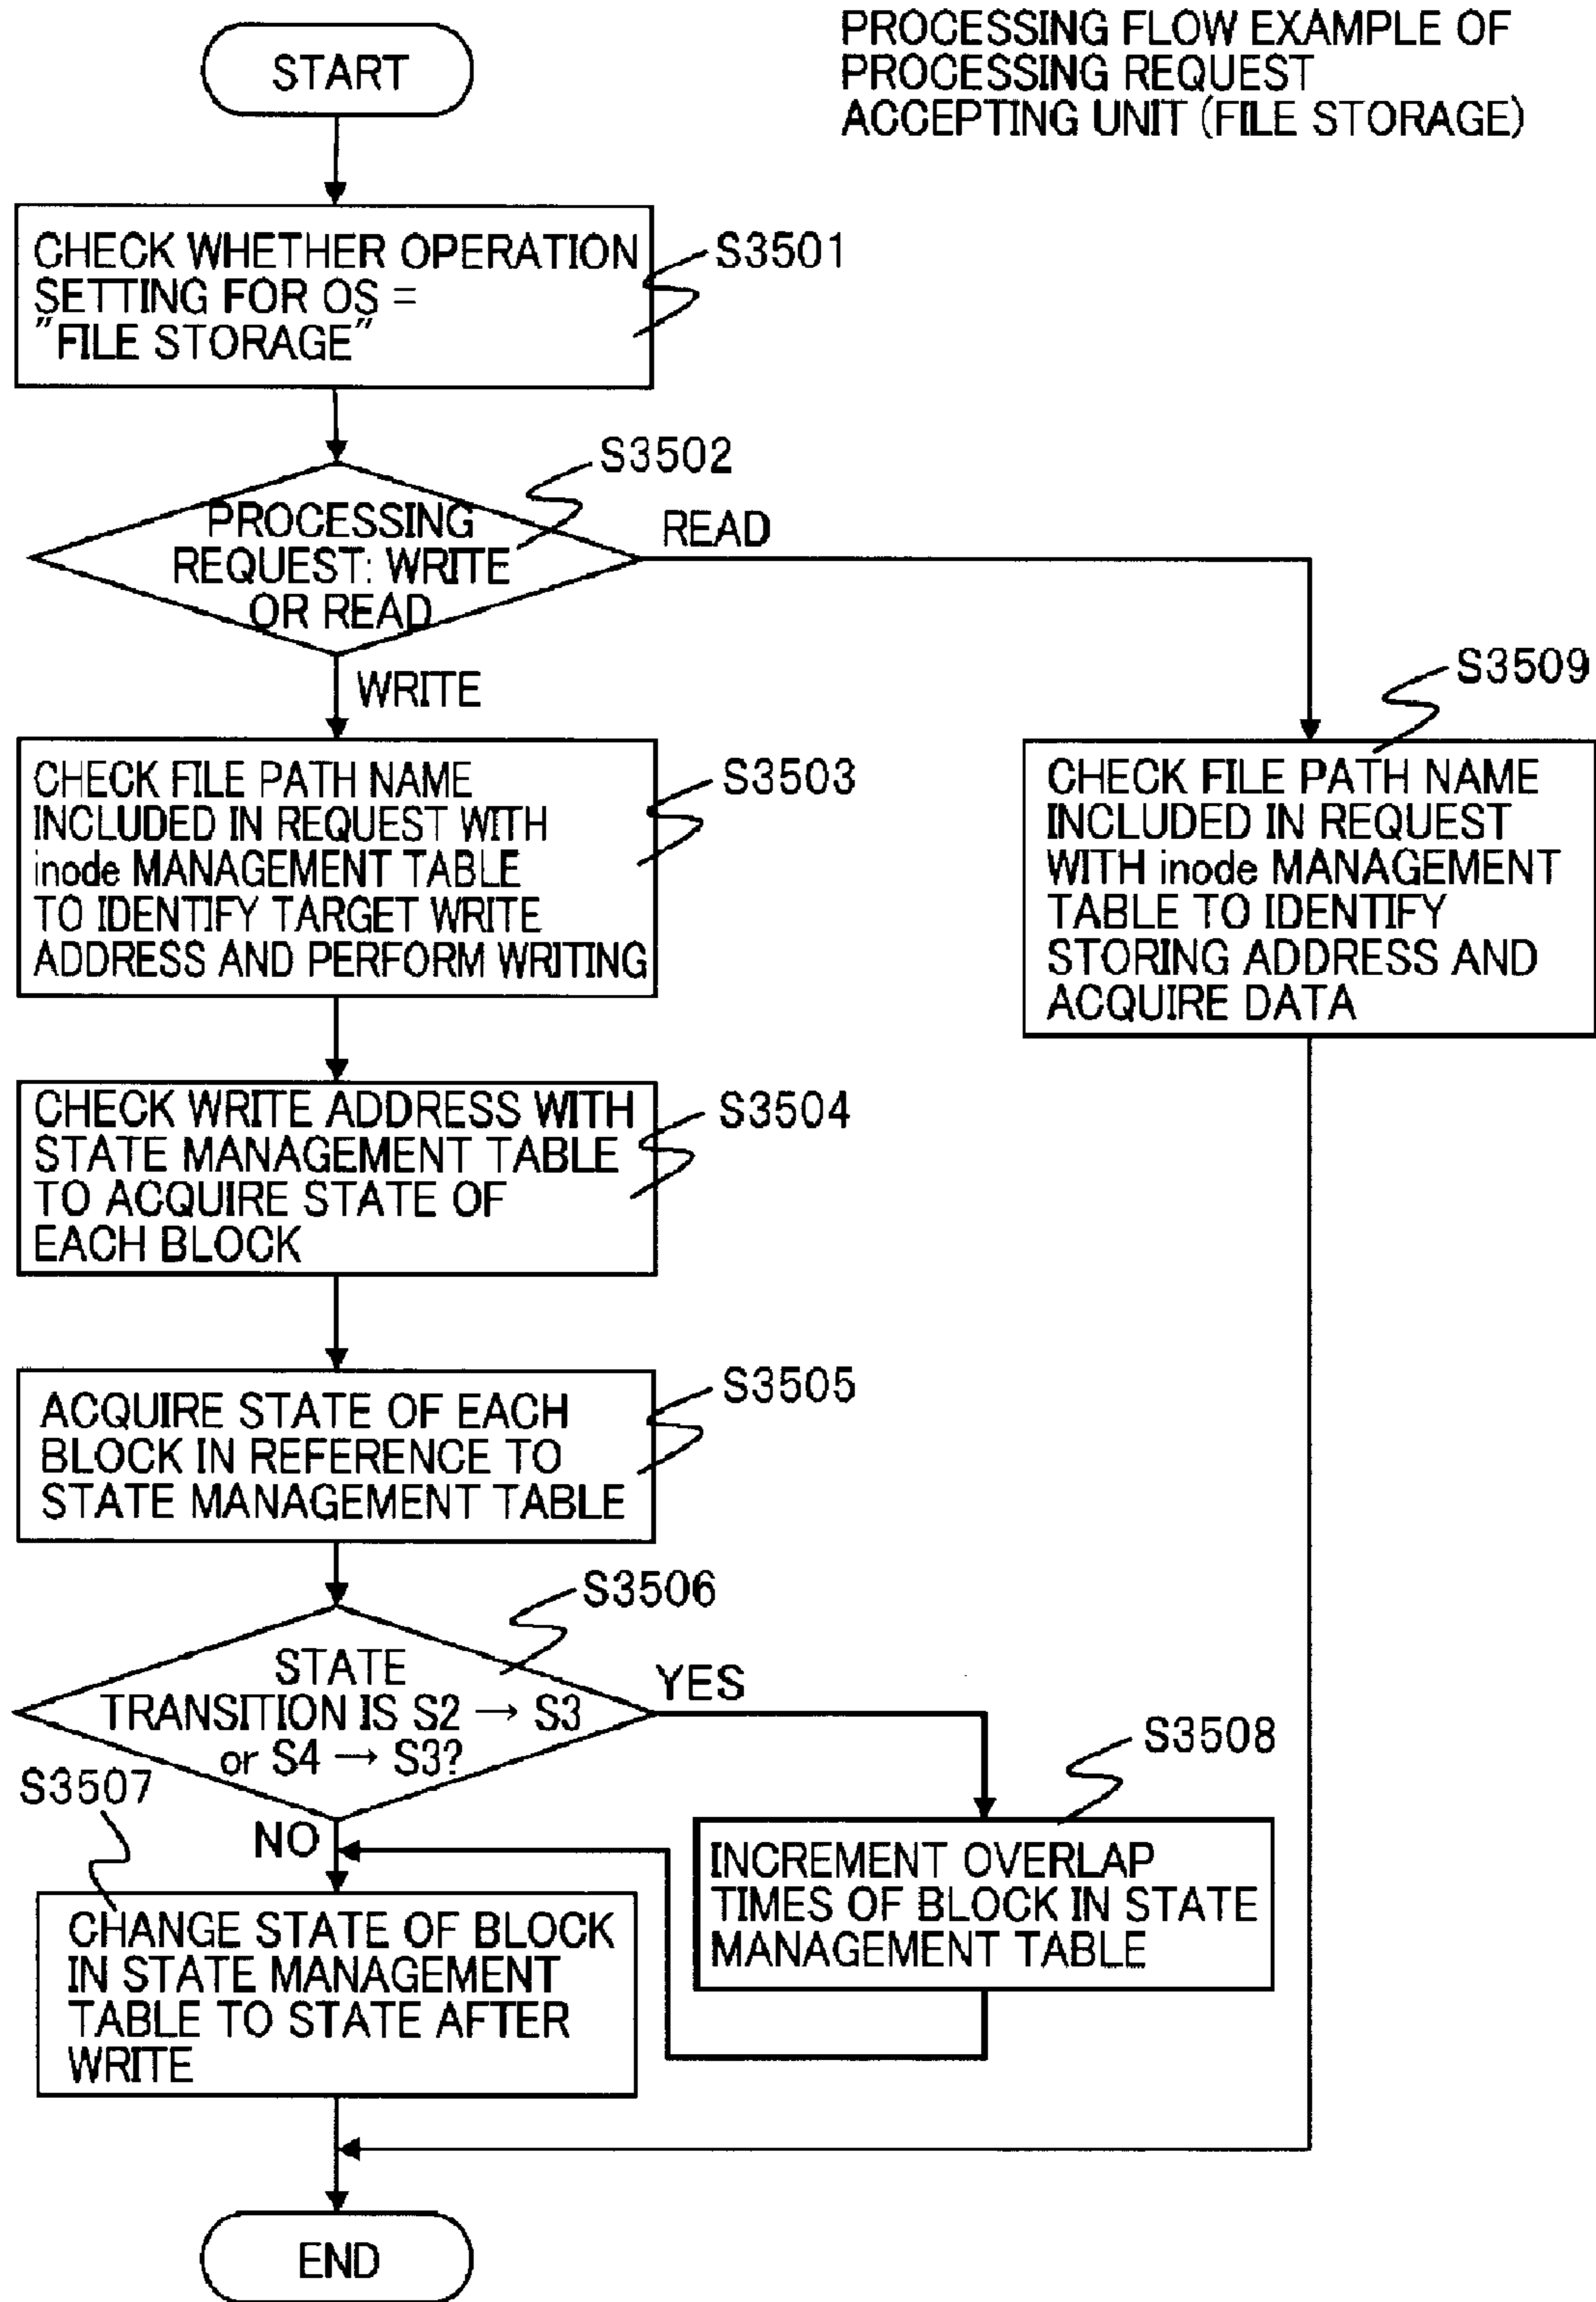 PROCESSING FLOW EXAMPLE OF
PROCESSING REQUEST
ACCEPTING UNIT (FILE STORAGE)
START
CHECK WHETHER OPERATION
SETTING FOR OS =
"FILE STORAGE"
S3501
S3502
PROCESSING
REQUEST: WRITE
OR READ
READ
WRITE
CHECK FILE PATH NAME
INCLUDED IN REQUEST WITH
inode MANAGEMENT TABLE
TO IDENTIFY TARGET WRITE
ADDRESS AND PERFORM WRITING
S3503
S3509
CHECK FILE PATH NAME
INCLUDED IN REQUEST
WITH inode MANAGEMENT
TABLE TO IDENTIFY
STORING ADDRESS AND
ACQUIRE DATA
CHECK WRITE ADDRESS WITH
STATE MANAGEMENT TABLE
TO ACQUIRE STATE OF
EACH BLOCK
S3504
ACQUIRE STATE OF EACH
BLOCK IN REFERENCE TO
STATE MANAGEMENT TABLE
S3505
S3506
STATE
TRANSITION IS S2 → S3
or S4 → S3?
YES
NO
S3508
INCREMENT OVERLAP
TIMES OF BLOCK IN STATE
MANAGEMENT TABLE
S3507
CHANGE STATE OF BLOCK
IN STATE MANAGEMENT
TABLE TO STATE AFTER
WRITE
END